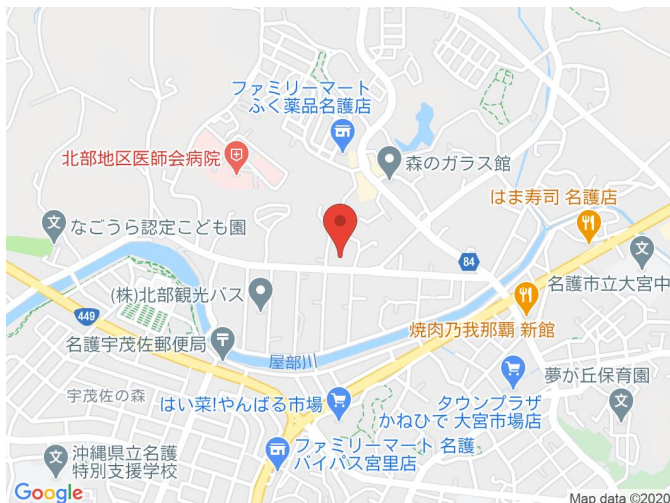 ファミリーマート
ふく薬品名護店
北部地区医師会病院
森のガラス館
はま寿司 名護店
なごうら認定こども園
84
名護市立大宮中
(株)北部観光バス
449
焼肉乃我那覇 新館
名護宇茂佐郵便局
屋部川
夢が丘保育園
はい菜!やんばる市場
タウンプラザ
かねひで 大宮市場店
宇茂佐の森
ファミリーマート 名護
バイパス宮里店
沖縄県立名護
特別支援学校
Google
Map data ©2020